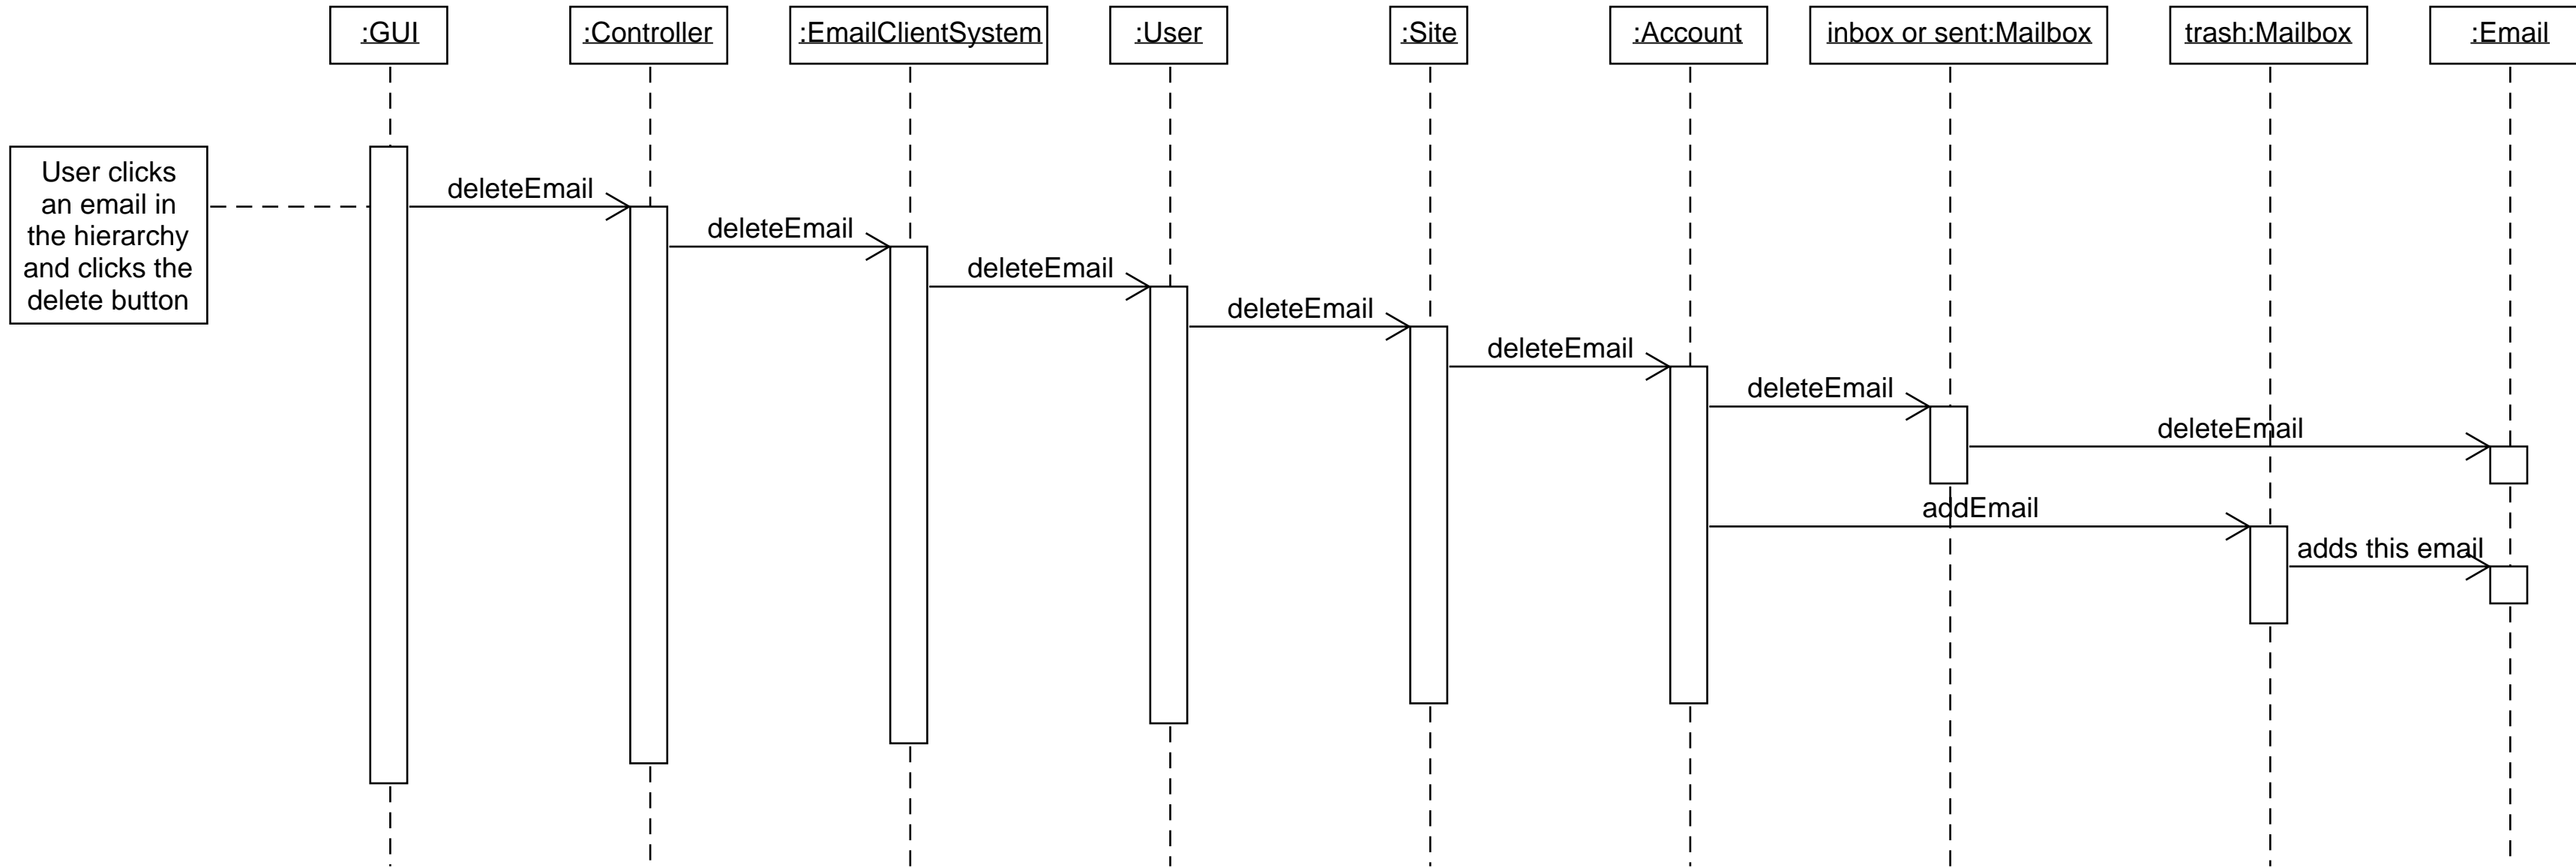 :GUI
:Controller
:EmailClientSystem
:User
:Site
:Account
inbox or sent:Mailbox
trash:Mailbox
:Email
User clicks
an email in
the hierarchy
and clicks the
delete button
deleteEmail
deleteEmail
deleteEmail
deleteEmail
deleteEmail
deleteEmail
deleteEmail
addEmail
adds this email